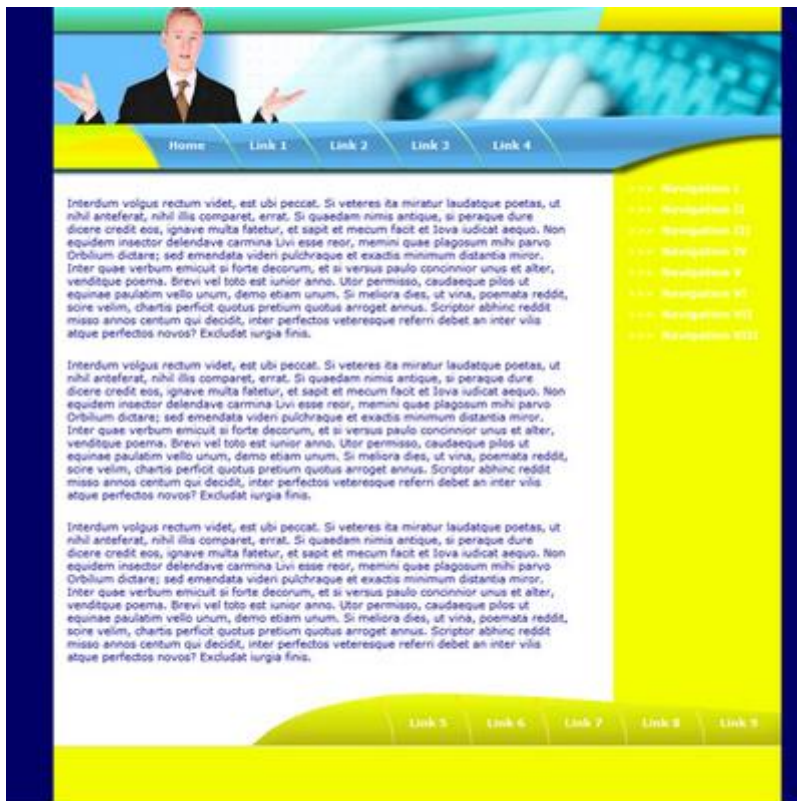 Home Link 1 Link 2 Link 3 Link 4
>>> Navigation I
>>> Navigation II
>>> Navigation III
>>> Navigation IV
>>> Navigation V
>>> Navigation VI
>>> Navigation VII
>>> Navigation VIII
Interdum volgus rectum videt, est ubi peccat. Si veteres ita miratur laudatque poetas, ut
nihil anteferat, nihil illis comparet, errat. Si quaedam nimis antique, si peraque dure
dicere credit eos, ignave multa fatetur, et sapit et mecum facit et Iova iudicat aequo. Non
equidem insector delendave carmina Livi esse reor, memini quae plagosum mihi parvo
Orbilium dictare; sed emendata videri pulchraque et exactis minimum distantia miror.
Inter quae verbum emicuit si forte decorum, et si versus paulo concinnior unus et alter,
venditque poema. Brevi vel toto est iunior anno. Utor permisso, caudaeque pilos ut
equinae paulatim vello unum, demo etiam unum. Si meliora dies, ut vina, poemata reddit,
scire velim, chartis perficit quotus pretium quotus arroget annus. Scriptor abhinc reddit
misso annos centum qui decidit, inter perfectos veteresque referri debet an inter vilis
atque perfectos novos? Excludat iurgia finis.
Interdum volgus rectum videt, est ubi peccat. Si veteres ita miratur laudatque poetas, ut
nihil anteferat, nihil illis comparet, errat. Si quaedam nimis antique, si peraque dure
dicere credit eos, ignave multa fatetur, et sapit et mecum facit et Iova iudicat aequo. Non
equidem insector delendave carmina Livi esse reor, memini quae plagosum mihi parvo
Orbilium dictare; sed emendata videri pulchraque et exactis minimum distantia miror.
Inter quae verbum emicuit si forte decorum, et si versus paulo concinnior unus et alter,
venditque poema. Brevi vel toto est iunior anno. Utor permisso, caudaeque pilos ut
equinae paulatim vello unum, demo etiam unum. Si meliora dies, ut vina, poemata reddit,
scire velim, chartis perficit quotus pretium quotus arroget annus. Scriptor abhinc reddit
misso annos centum qui decidit, inter perfectos veteresque referri debet an inter vilis
atque perfectos novos? Excludat iurgia finis.
Interdum volgus rectum videt, est ubi peccat. Si veteres ita miratur laudatque poetas, ut
nihil anteferat, nihil illis comparet, errat. Si quaedam nimis antique, si peraque dure
dicere credit eos, ignave multa fatetur, et sapit et mecum facit et Iova iudicat aequo. Non
equidem insector delendave carmina Livi esse reor, memini quae plagosum mihi parvo
Orbilium dictare; sed emendata videri pulchraque et exactis minimum distantia miror.
Inter quae verbum emicuit si forte decorum, et si versus paulo concinnior unus et alter,
venditque poema. Brevi vel toto est iunior anno. Utor permisso, caudaeque pilos ut
equinae paulatim vello unum, demo etiam unum. Si meliora dies, ut vina, poemata reddit,
scire velim, chartis perficit quotus pretium quotus arroget annus. Scriptor abhinc reddit
misso annos centum qui decidit, inter perfectos veteresque referri debet an inter vilis
atque perfectos novos? Excludat iurgia finis.
Link 5 Link 6 Link 7 Link 8 Link 9